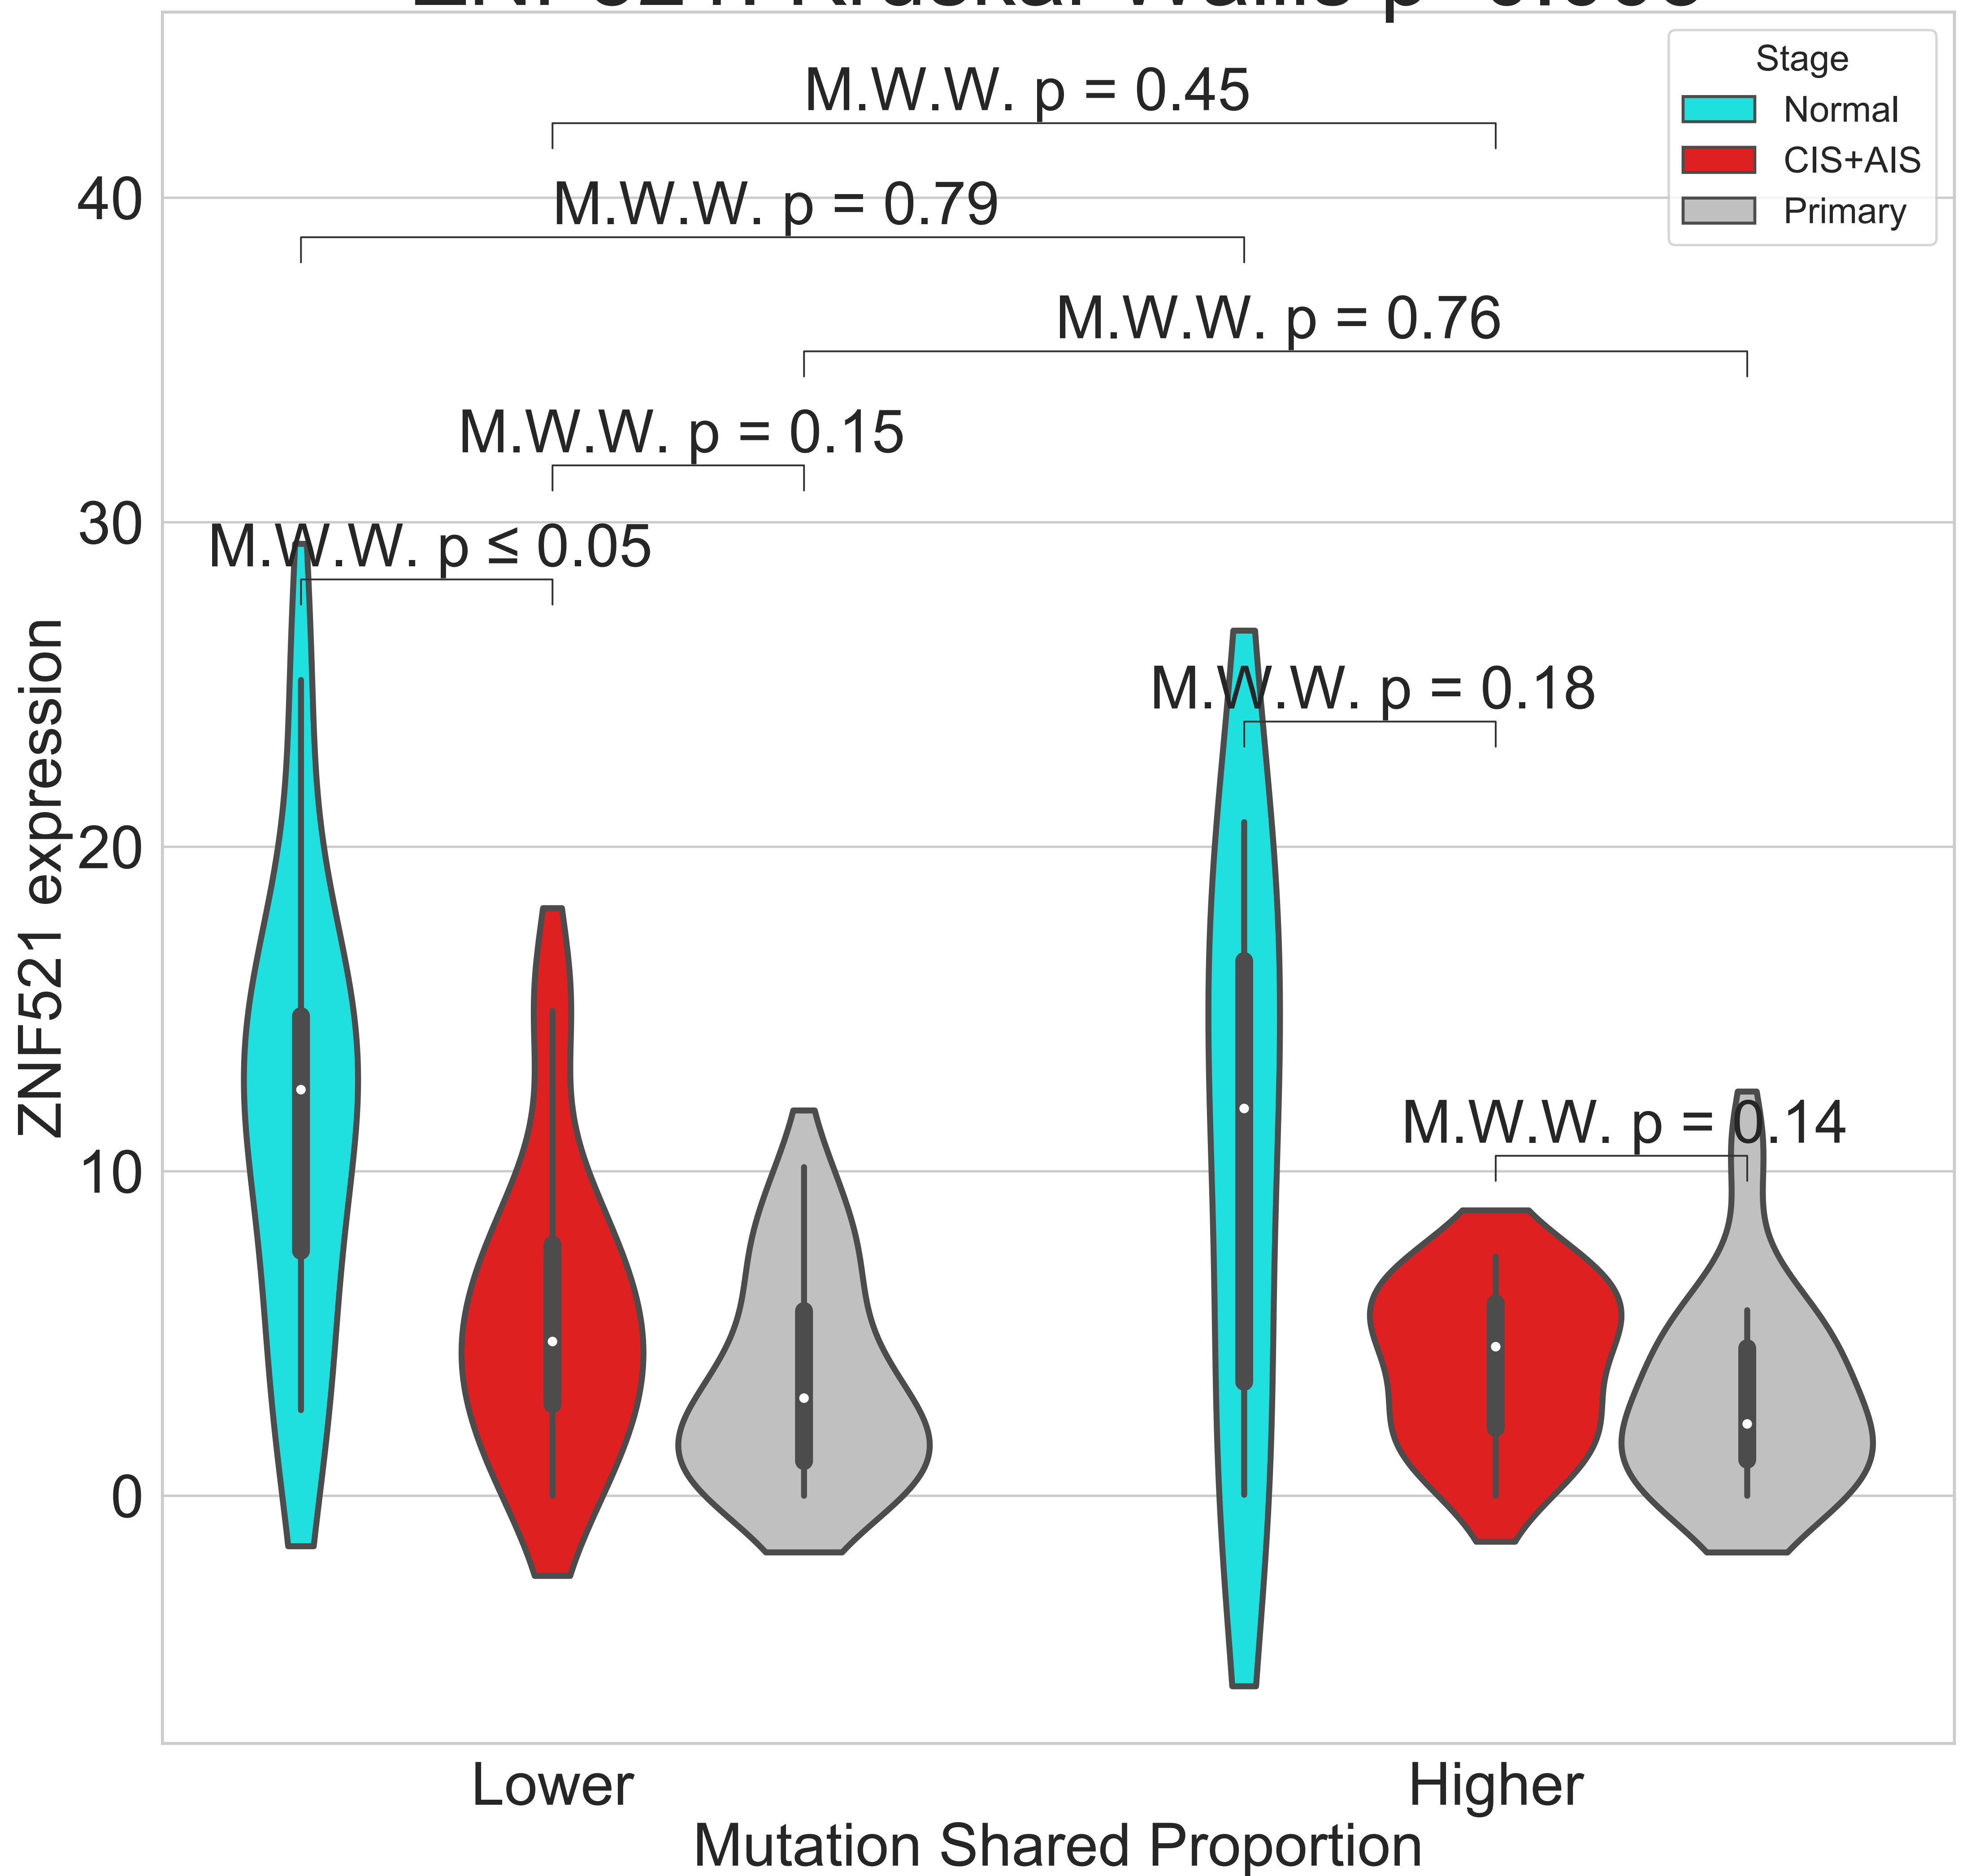 Stage
Normal
CIS+AIS
Primary
M.W.W. p = 0.45
M.W.W. p = 0.79
M.W.W. p = 0.76
M.W.W. p = 0.15
M.W.W. p ≤ 0.05
M.W.W. p = 0.18
M.W.W. p = 0.14
40
30
20
10
0
ZNF521 expression
Lower
Higher
Mutation Shared Proportion